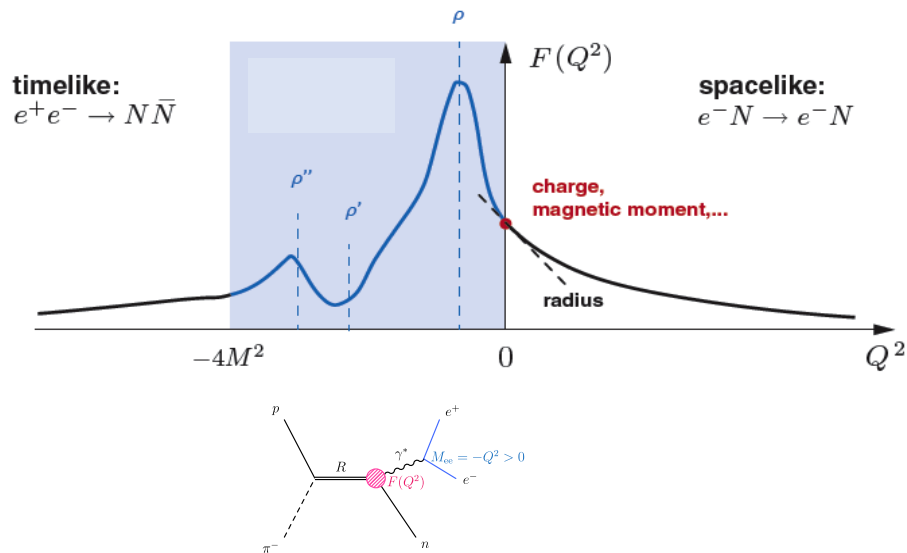 ρ
F(Q²)
timelike:
e⁺e⁻ → NN̄
spacelike:
e⁻N → e⁻N
ρ''
ρ'
charge,
magnetic moment,...
radius
−4M²
0
Q²
p
e⁺
γ*
M_ee = −Q² > 0
R
F(Q²)
e⁻
π⁻
n